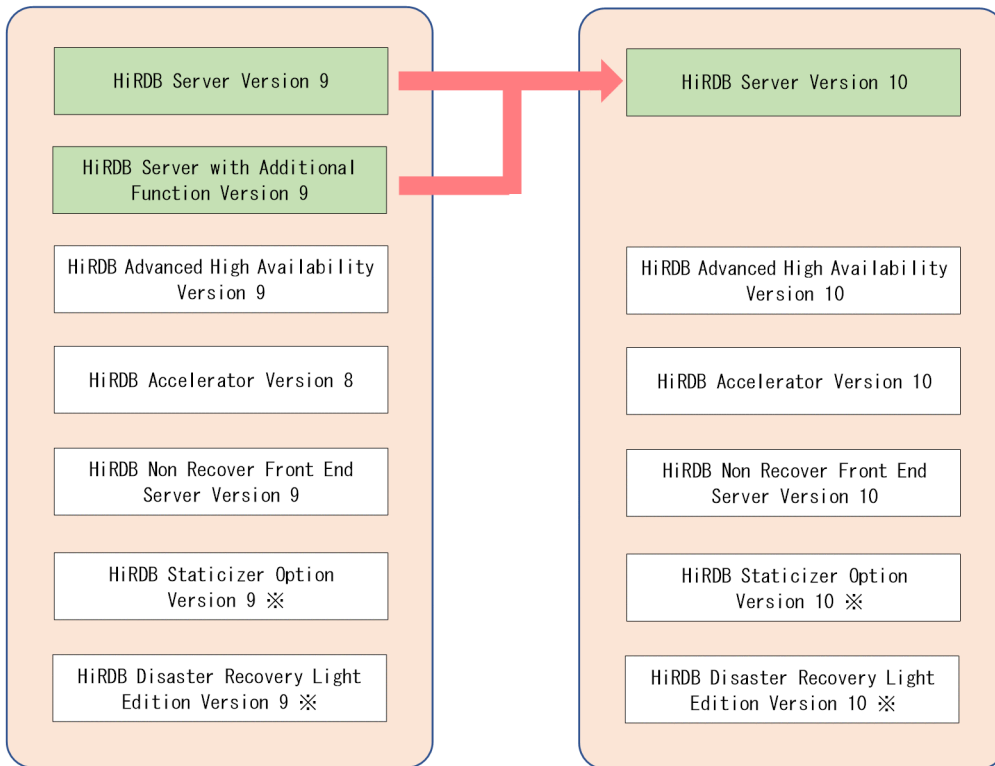 HiRDB Server Version 9
HiRDB Server with Additional
Function Version 9
HiRDB Advanced High Availability
Version 9
HiRDB Accelerator Version 8
HiRDB Non Recover Front End
Server Version 9
HiRDB Staticizer Option
Version 9 ※
HiRDB Disaster Recovery Light
Edition Version 9 ※
HiRDB Server Version 10
HiRDB Advanced High Availability
Version 10
HiRDB Accelerator Version 10
HiRDB Non Recover Front End
Server Version 10
HiRDB Staticizer Option
Version 10 ※
HiRDB Disaster Recovery Light
Edition Version 10 ※